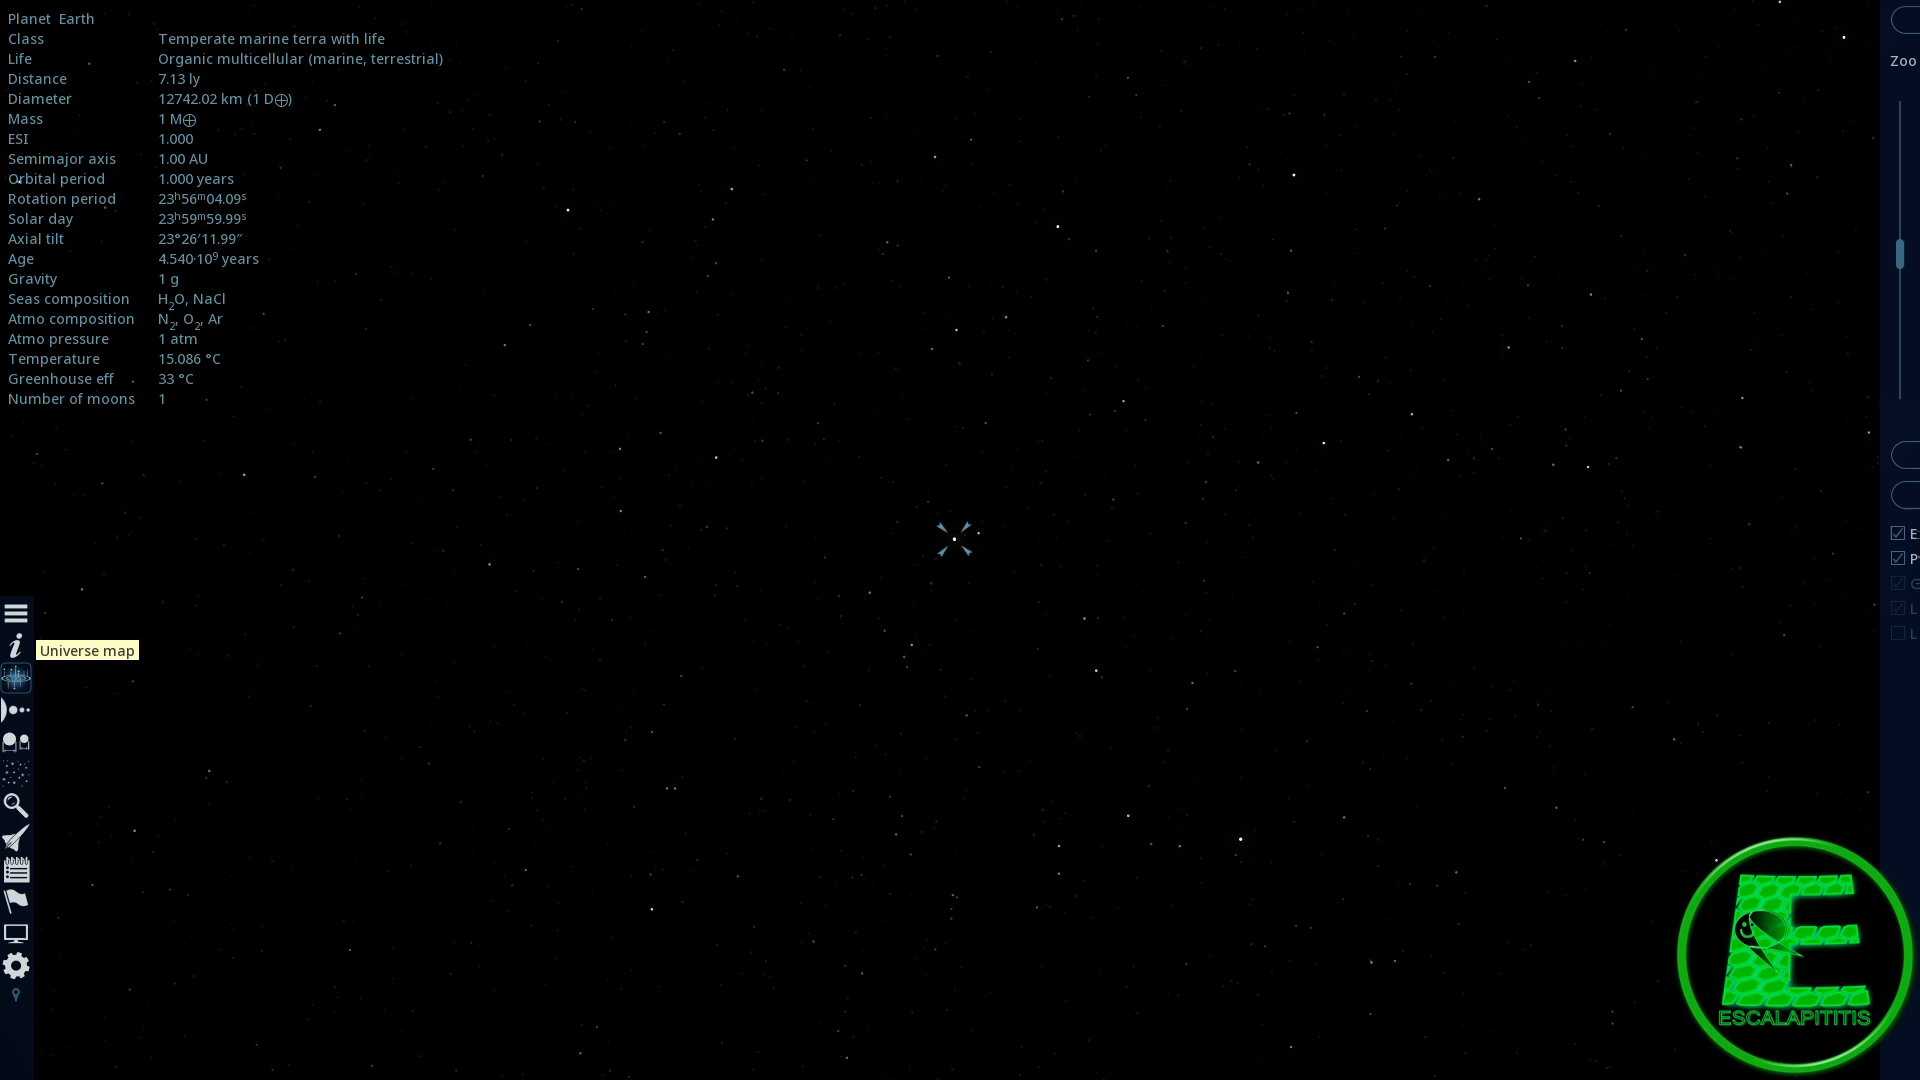 Planet Earth
Class Temperate marine terra with life
Life Organic multicellular (marine, terrestrial)
Distance 7.13 ly
Diameter 12742.02 km (1 D⊕)
Mass 1 M⊕
ESI 1.000
Semimajor axis 1.00 AU
Orbital period 1.000 years
Rotation period 23ʰ56ᵐ04.09ˢ
Solar day 23ʰ59ᵐ59.99ˢ
Axial tilt 23°26′11.99″
Age 4.540·10⁹ years
Gravity 1 g
Seas composition H₂O, NaCl
Atmo composition N₂, O₂, Ar
Atmo pressure 1 atm
Temperature 15.086 °C
Greenhouse eff 33 °C
Number of moons 1
Zoo
E
P
G
L
L
Universe map
E
ESCALAPITITIS